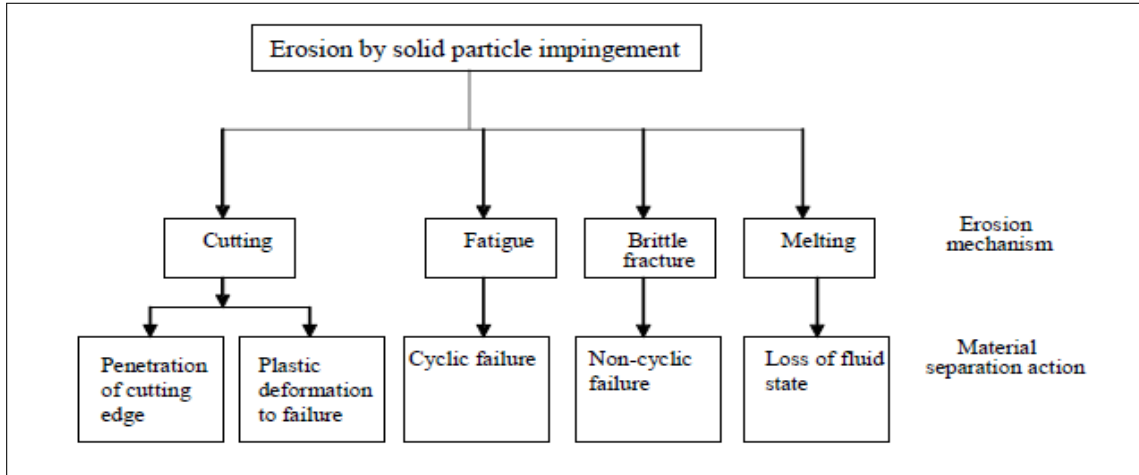 Erosion by solid particle impingement
Cutting
Fatigue
Brittle
fracture
Melting
Erosion
mechanism
Penetration
of cutting
edge
Plastic
deformation
to failure
Cyclic failure
Non-cyclic
failure
Loss of fluid
state
Material
separation action